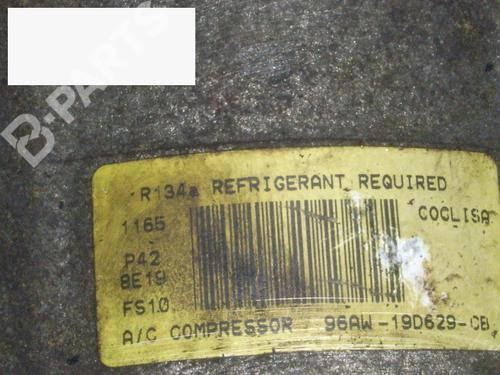 B-PARTS
R134a REFRIGERANT REQUIRED
1165 COCLISA
P42
8E19
FS10
A/C COMPRESSOR 96AW-19D629-CB